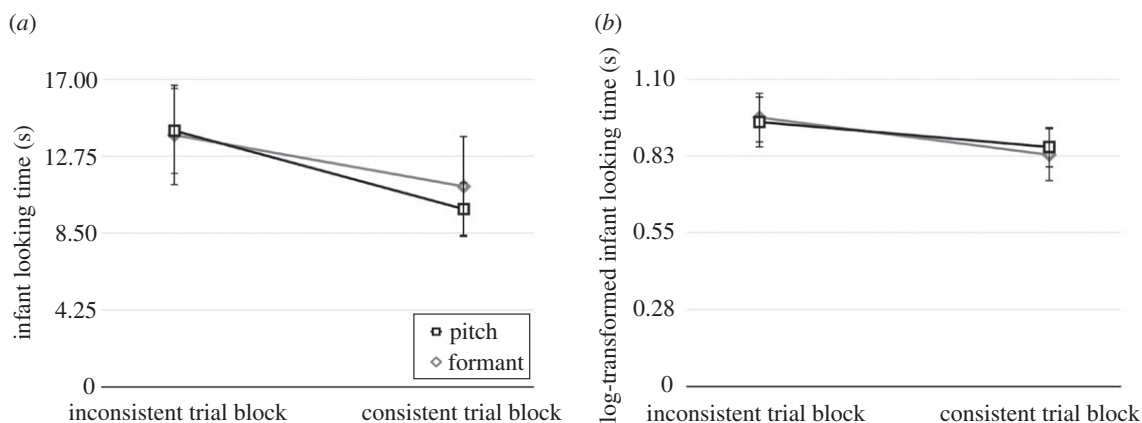 (a)
infant looking time (s)
17.00
12.75
8.50
4.25
0
inconsistent trial block
consistent trial block
pitch
formant
(b)
log-transformed infant looking time (s)
1.10
0.83
0.55
0.28
0
inconsistent trial block
consistent trial block